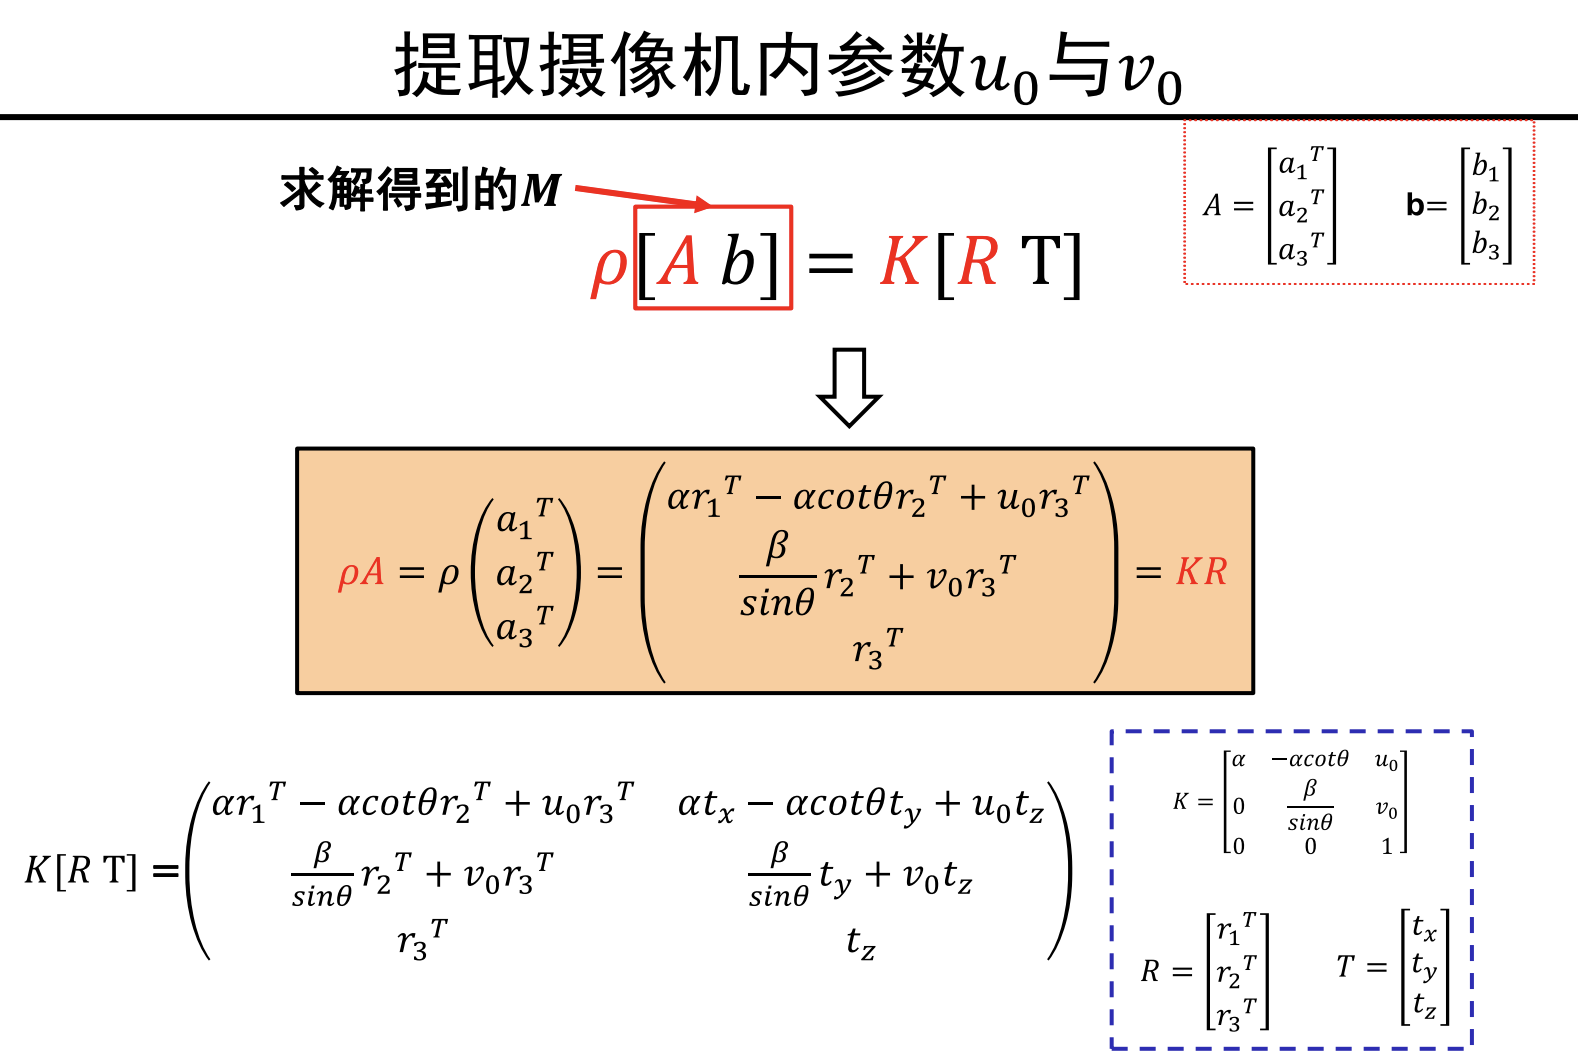 提取摄像机内参数u₀与v₀
求解得到的M
ρ[A b] = K[R T]
A = [a₁ᵀ a₂ᵀ a₃ᵀ] b= [b₁ b₂ b₃]
ρA = ρ (a₁ᵀ a₂ᵀ a₃ᵀ) = (αr₁ᵀ − αcotθr₂ᵀ + u₀r₃ᵀ
β/sinθ r₂ᵀ + v₀r₃ᵀ
r₃ᵀ) = KR
K[R T] = (αr₁ᵀ − αcotθr₂ᵀ + u₀r₃ᵀ αtₓ − αcotθt_y + u₀t_z
β/sinθ r₂ᵀ + v₀r₃ᵀ β/sinθ t_y + v₀t_z
r₃ᵀ t_z)
K = [α −αcotθ u₀
0 β/sinθ v₀
0 0 1]
R = [r₁ᵀ r₂ᵀ r₃ᵀ] T = [tₓ t_y t_z]